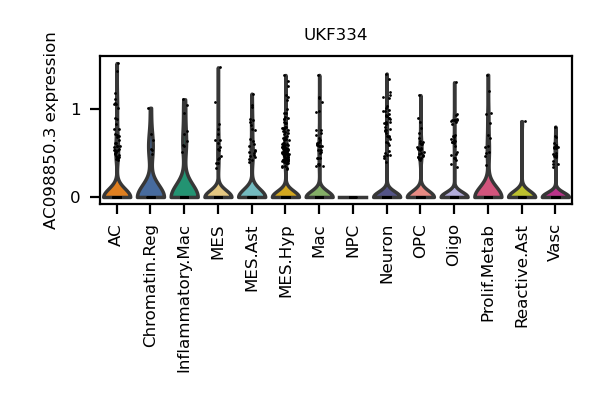 UKF334
AC098850.3 expression
1
0
AC
Chromatin.Reg
Inflammatory.Mac
MES
MES.Ast
MES.Hyp
Mac
NPC
Neuron
OPC
Oligo
Prolif.Metab
Reactive.Ast
Vasc